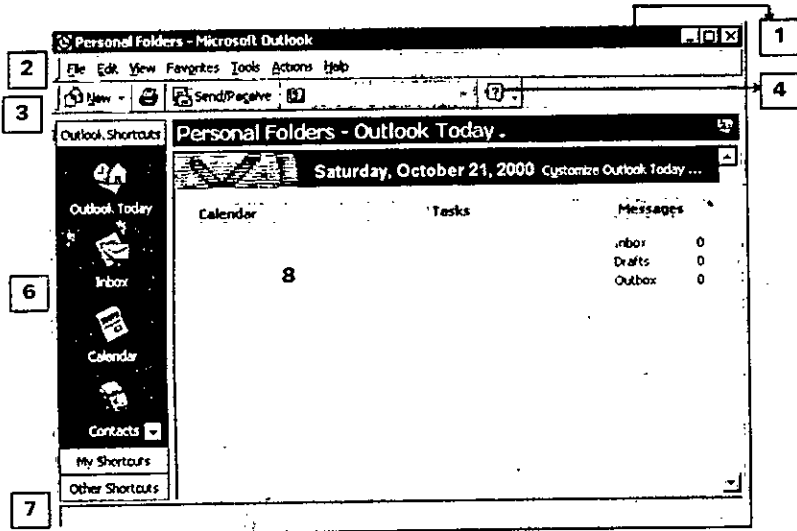 Personal Folders - Microsoft Outlook
1
2
File Edit View Favorites Tools Actions Help
3
New Send/Receive
4
Outlook Shortcuts
Personal Folders - Outlook Today
Saturday, October 21, 2000 Customize Outlook Today ...
Outlook Today
Calendar Tasks Messages
Inbox 0
Drafts 0
Outbox 0
8
6
Inbox
Calendar
Contacts
My Shortcuts
Other Shortcuts
7